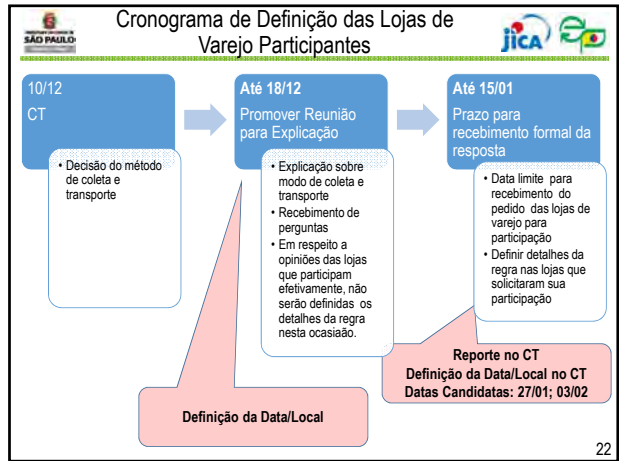 Cronograma de Definição das Lojas de
Varejo Participantes
SÃO PAULO
jica
10/12
CT
• Decisão do método
de coleta e
transporte
Até 18/12
Promover Reunião
para Explicação
• Explicação sobre
modo de coleta e
transporte
• Recebimento de
perguntas
• Em respeito a
opiniões das lojas
que participam
efetivamente, não
serão definidas os
detalhes da regra
nesta ocasiaão.
Até 15/01
Prazo para
recebimento formal da
resposta
• Data limite para
recebimento do
pedido das lojas de
varejo para
participação
• Definir detalhes da
regra nas lojas que
solicitaram sua
participação
Reporte no CT
Definição da Data/Local no CT
Datas Candidatas: 27/01; 03/02
Definição da Data/Local
22